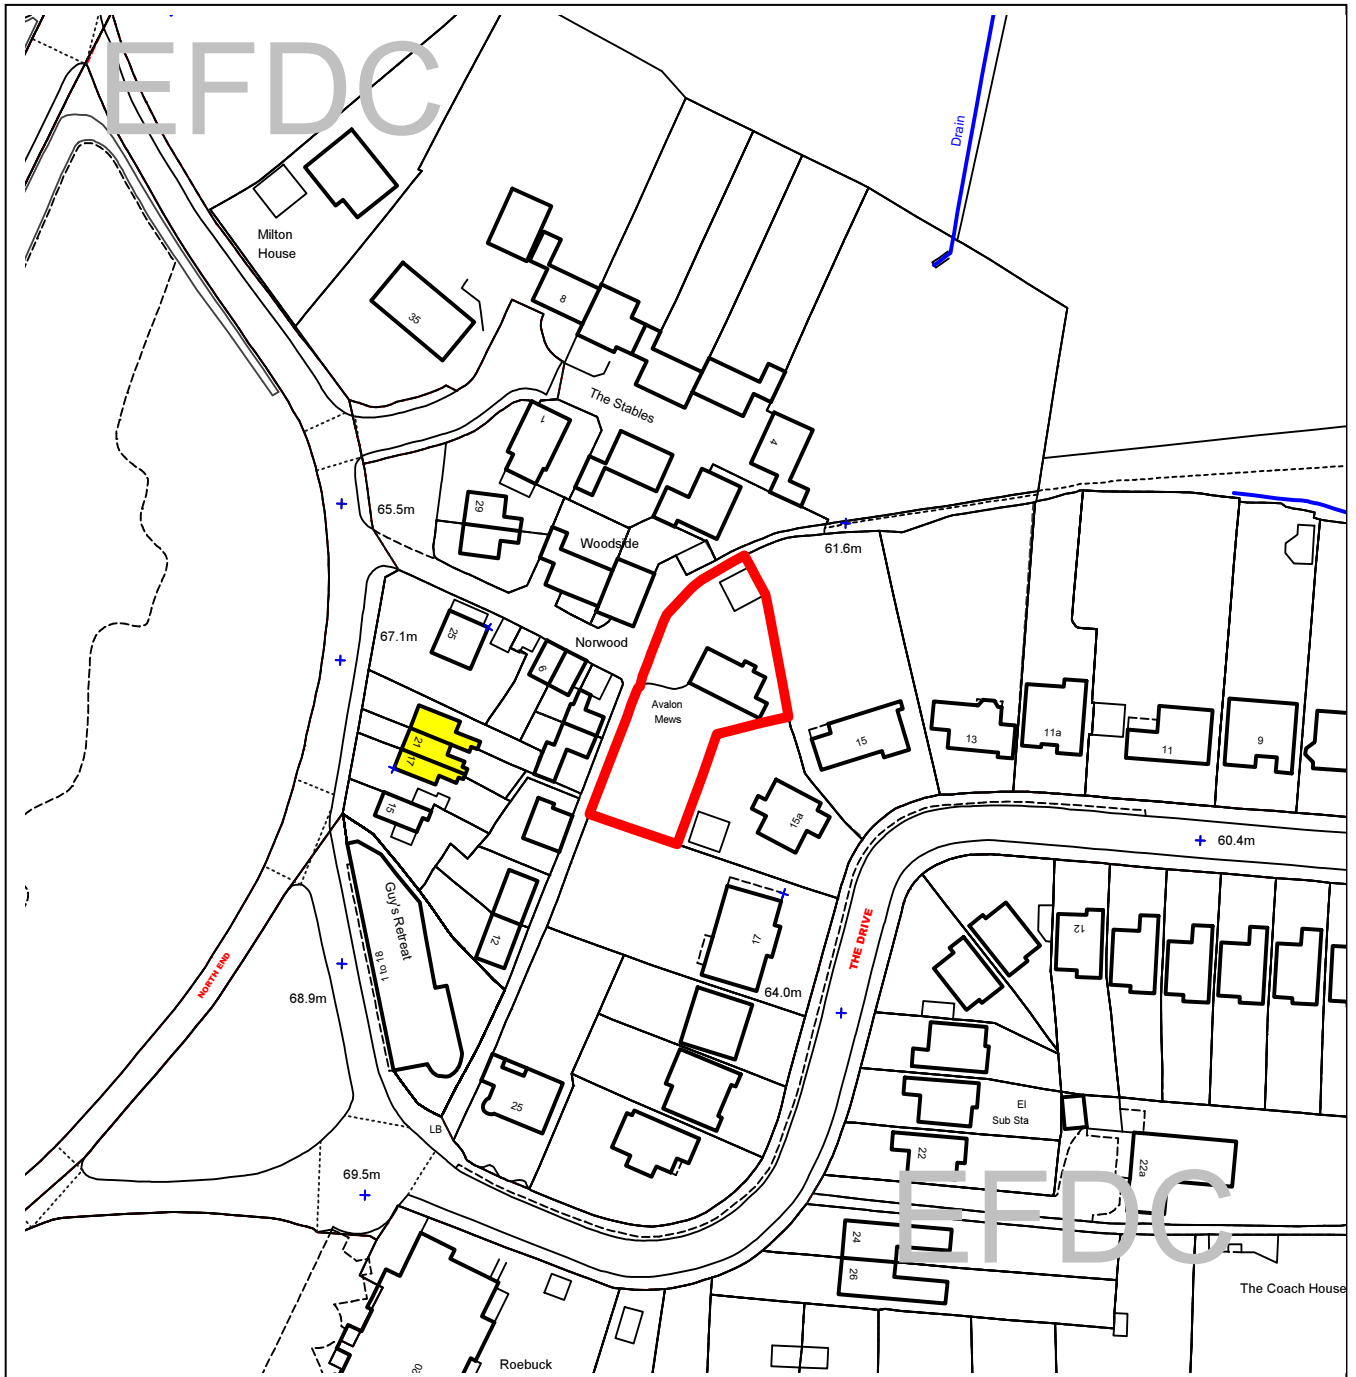 EFDC
Drain
Milton
House
8
35
The Stables
1
4
65.5m
29
Woodside
61.6m
67.1m
25
Norwood
6
Avalon
Mews
21
17
15
15
13
11a
11
9
15a
60.4m
Guy's Retreat
1 to 18
12
17
THE DRIVE
12
NORTH END
68.9m
64.0m
25
El
Sub Sta
LB
22
22a
69.5m
EFDC
24
26
The Coach House
Roebuck